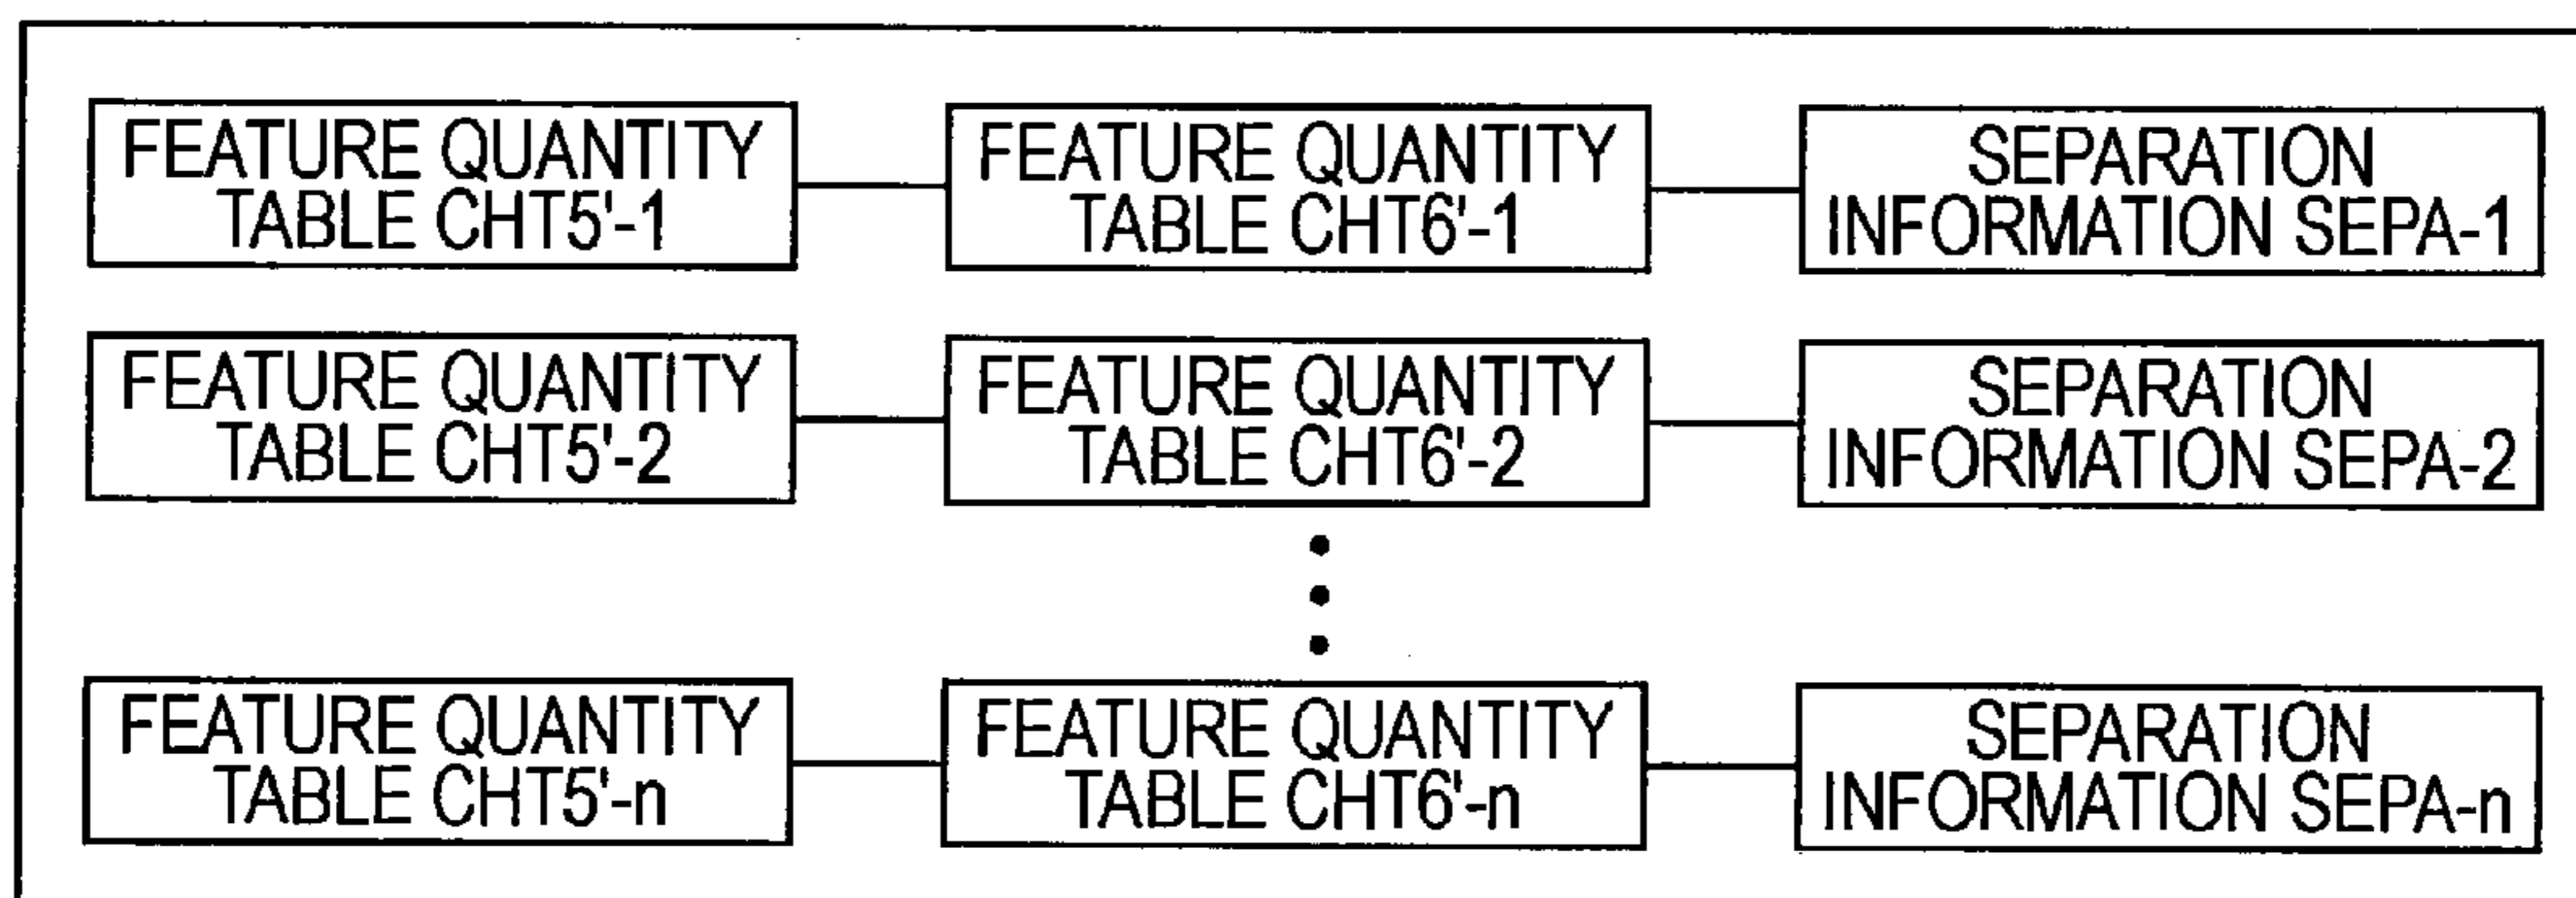 FEATURE QUANTITY
TABLE CHT5'-1
FEATURE QUANTITY
TABLE CHT6'-1
SEPARATION
INFORMATION SEPA-1
FEATURE QUANTITY
TABLE CHT5'-2
FEATURE QUANTITY
TABLE CHT6'-2
SEPARATION
INFORMATION SEPA-2
FEATURE QUANTITY
TABLE CHT5'-n
FEATURE QUANTITY
TABLE CHT6'-n
SEPARATION
INFORMATION SEPA-n